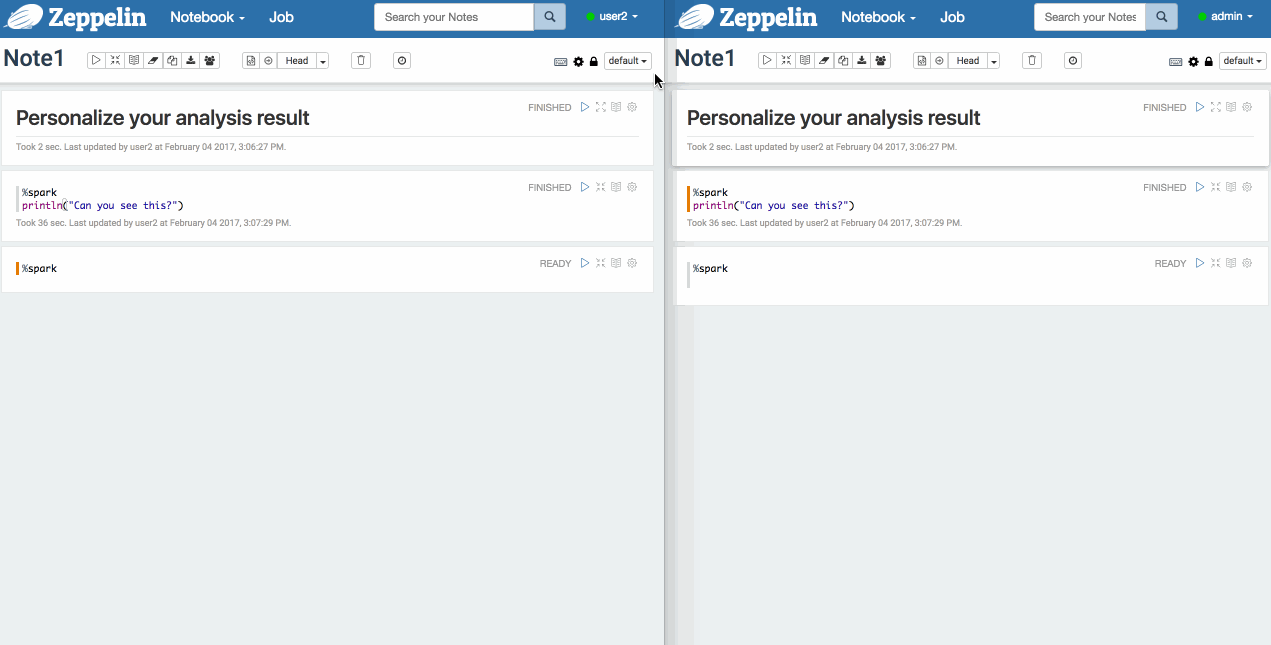 Zeppelin Notebook Job Search your Notes user2
Note1 Head default
FINISHED
Personalize your analysis result
Took 2 sec. Last updated by user2 at February 04 2017, 3:06:27 PM.
FINISHED
%spark
println("Can you see this?")
Took 36 sec. Last updated by user2 at February 04 2017, 3:07:29 PM.
READY
%spark
Zeppelin Notebook Job Search your Notes admin
Note1 Head default
FINISHED
Personalize your analysis result
Took 2 sec. Last updated by user2 at February 04 2017, 3:06:27 PM.
FINISHED
%spark
println("Can you see this?")
Took 36 sec. Last updated by user2 at February 04 2017, 3:07:29 PM.
READY
%spark